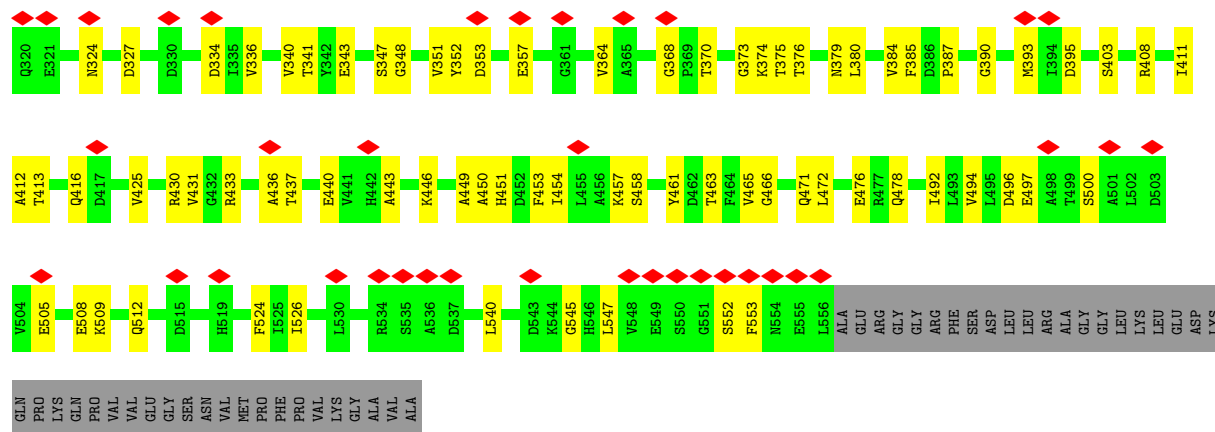 Q320 E321 N324 D327 D330 D334 I335 V336 V340 T341 Y342 E343 S347 G348 V351 Y352 D353 E357 G361 V364 A365 G368 P369 T370 G373 K374 T375 T376 N379 L380 V384 F385 D386 P387 G390 M393 I394 D395 S403 R408 I411
A412 T413 Q416 D417 V425 R430 V431 G432 R433 A436 T437 E440 V441 H442 A443 K446 A449 A450 H451 D452 F453 I454 L455 A456 K457 S458 Y461 D462 T463 F464 V465 G466 Q471 L472 E476 R477 Q478 I492 L493 V494 L495 D496 E497 A498 T499 S500 A501 L502 D503
V504 E505 E508 K509 Q512 D515 H519 F524 I525 I526 L530 R534 S535 A536 D537 L540 D543 K544 G545 H546 L547 V548 E549 S550 G551 S552 F553 N554 E555 L556 ALA GLU ARG GLY GLY ARG PHE SER ASP LEU LEU ARG ALA GLY GLY LEU LYS LEU GLU ASP LYS
GLN PRO LYS GLN PRO VAL VAL GLU GLY SER ASN VAL MET PRO PHE PRO VAL LYS GLY ALA VAL ALA